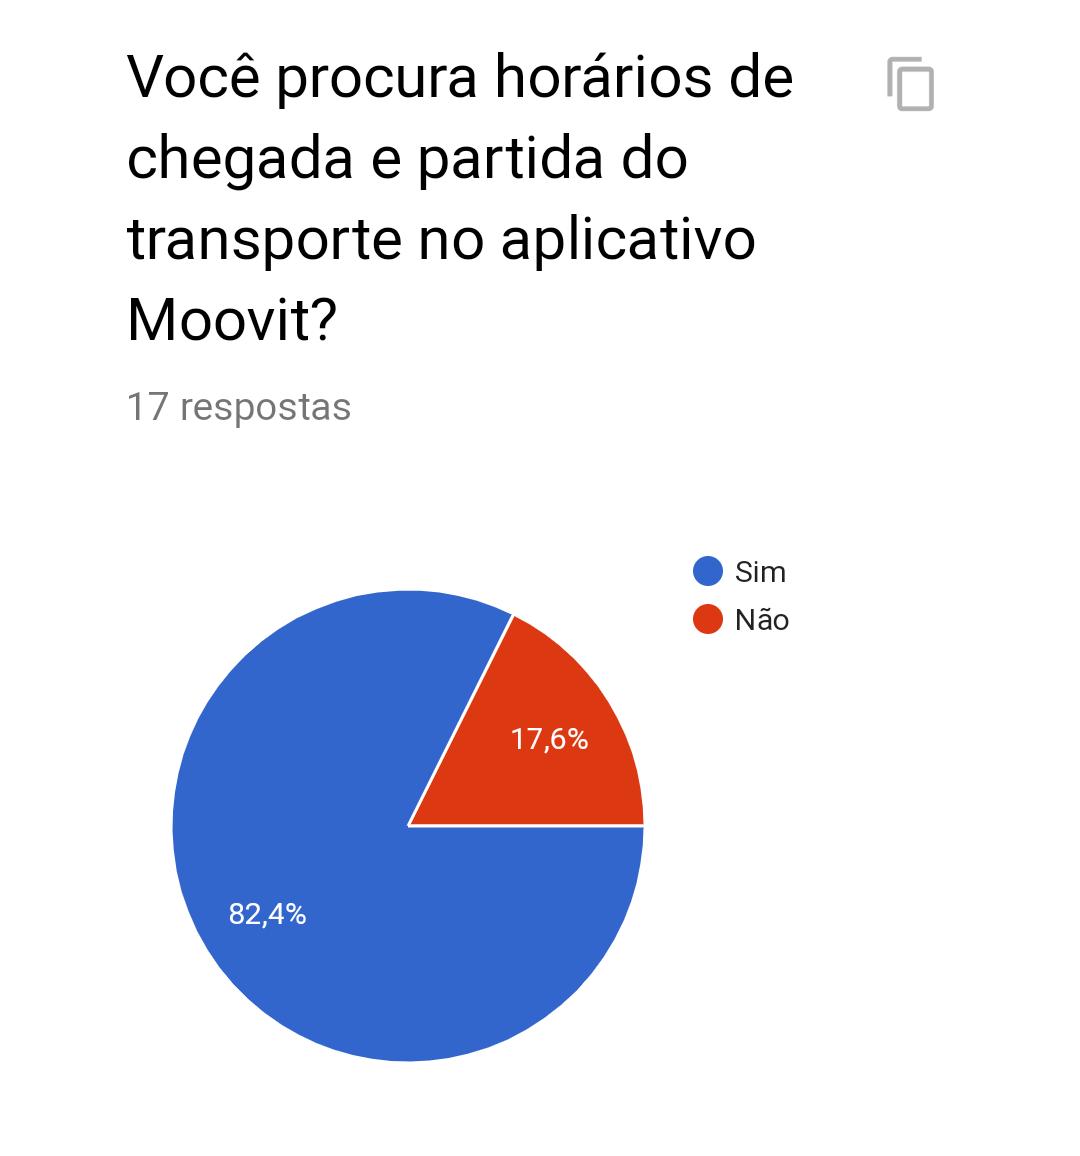 Você procura horários de
chegada e partida do
transporte no aplicativo
Moovit?
17 respostas
Sim
Não
17,6%
82,4%